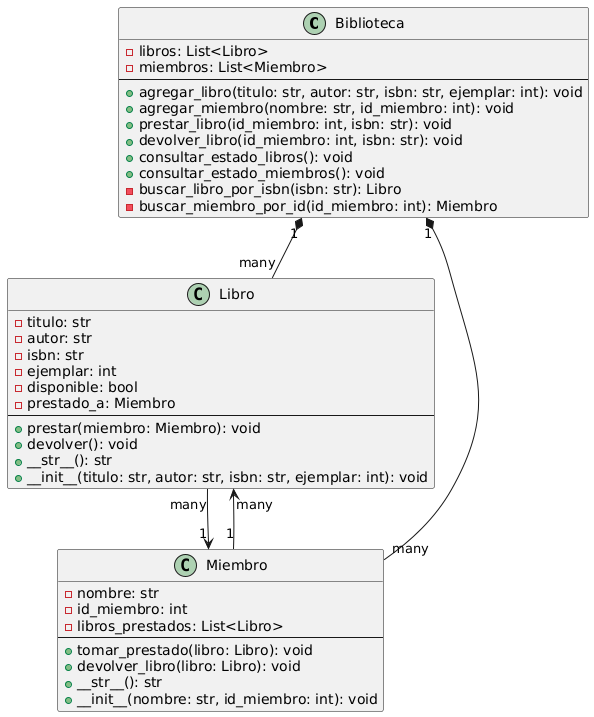 C Biblioteca
libros: List<Libro>
miembros: List<Miembro>
agregar_libro(titulo: str, autor: str, isbn: str, ejemplar: int): void
agregar_miembro(nombre: str, id_miembro: int): void
prestar_libro(id_miembro: int, isbn: str): void
devolver_libro(id_miembro: int, isbn: str): void
consultar_estado_libros(): void
consultar_estado_miembros(): void
buscar_libro_por_isbn(isbn: str): Libro
buscar_miembro_por_id(id_miembro: int): Miembro
1
1
many
C Libro
titulo: str
autor: str
isbn: str
ejemplar: int
disponible: bool
prestado_a: Miembro
prestar(miembro: Miembro): void
devolver(): void
__str__(): str
__init__(titulo: str, autor: str, isbn: str, ejemplar: int): void
many
many
1
1
many
C Miembro
nombre: str
id_miembro: int
libros_prestados: List<Libro>
tomar_prestado(libro: Libro): void
devolver_libro(libro: Libro): void
__str__(): str
__init__(nombre: str, id_miembro: int): void